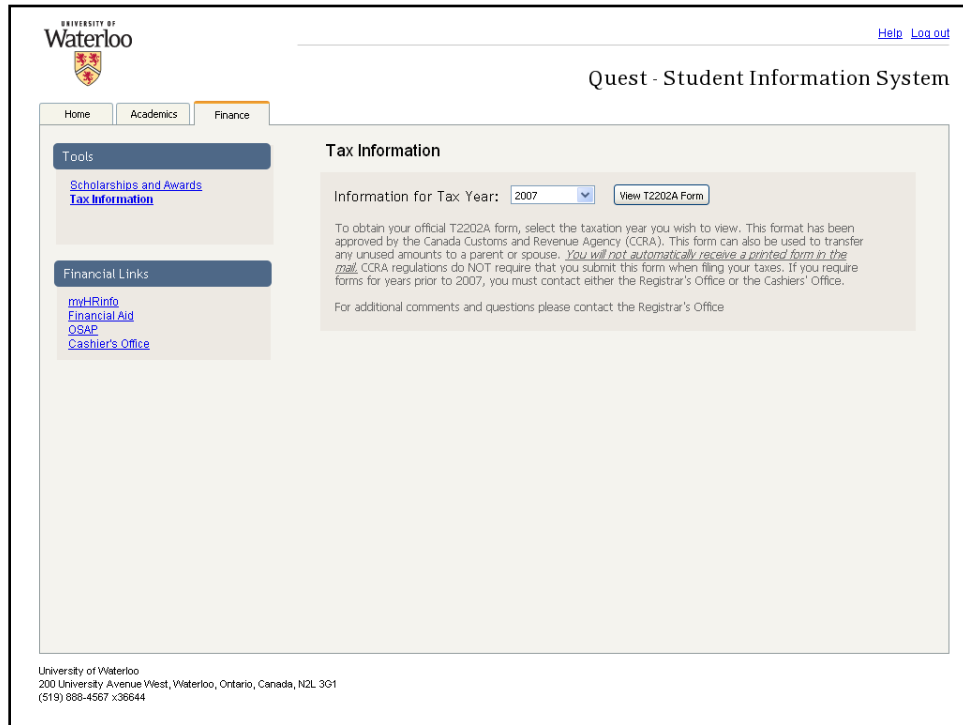 UNIVERSITY OF
Waterloo
Help Log out
Quest - Student Information System
Home Academics Finance
Tools
Scholarships and Awards
Tax Information
Financial Links
myHRinfo
Financial Aid
OSAP
Cashier's Office
Tax Information
Information for Tax Year: 2007 View T2202A Form
To obtain your official T2202A form, select the taxation year you wish to view. This format has been
approved by the Canada Customs and Revenue Agency (CCRA). This form can also be used to transfer
any unused amounts to a parent or spouse. You will not automatically receive a printed form in the
mail. CCRA regulations do NOT require that you submit this form when filing your taxes. If you require
forms for years prior to 2007, you must contact either the Registrar's Office or the Cashiers' Office.
For additional comments and questions please contact the Registrar's Office
University of Waterloo
200 University Avenue West, Waterloo, Ontario, Canada, N2L 3G1
(519) 888-4567 x36644